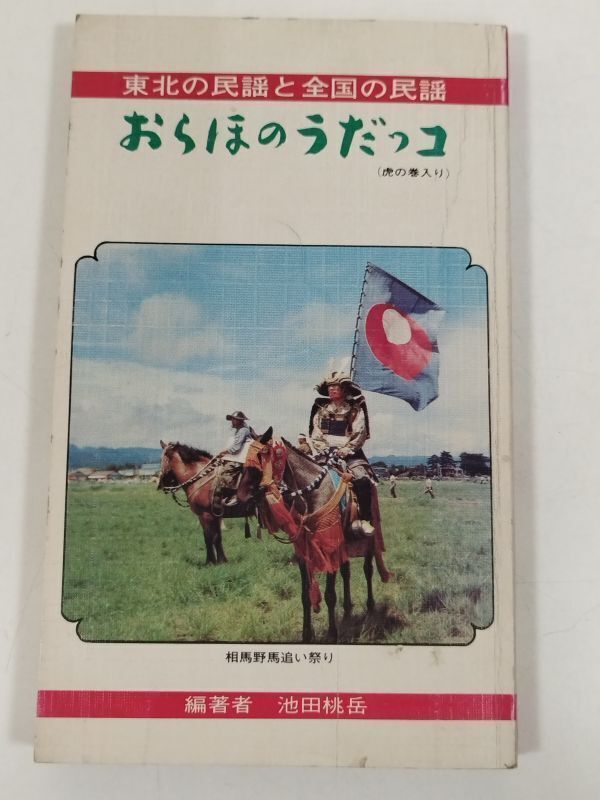 東北の民謡と全国の民謡
おらほのうだっコ
(虎の巻入り)
相馬野馬追い祭り
編著者 池田桃岳